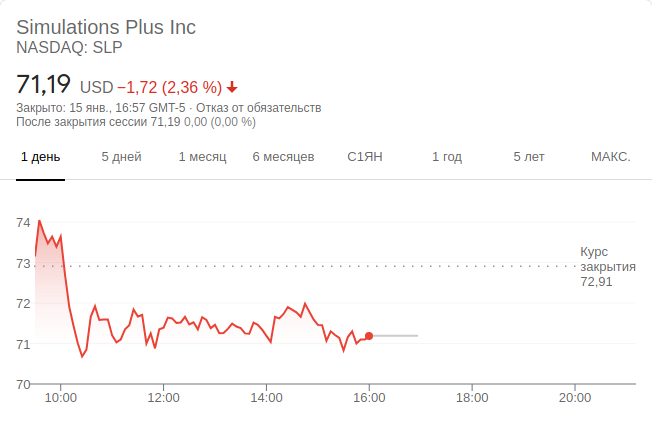 Simulations Plus Inc
NASDAQ: SLP
71,19 USD −1,72 (2,36 %)
Закрыто: 15 янв., 16:57 GMT-5 · Отказ от обязательств
После закрытия сессии 71,19 0,00 (0,00 %)
1 день 5 дней 1 месяц 6 месяцев С1ЯН 1 год 5 лет МАКС.
74
73
72
71
70
Курс
закрытия
72,91
10:00 12:00 14:00 16:00 18:00 20:00